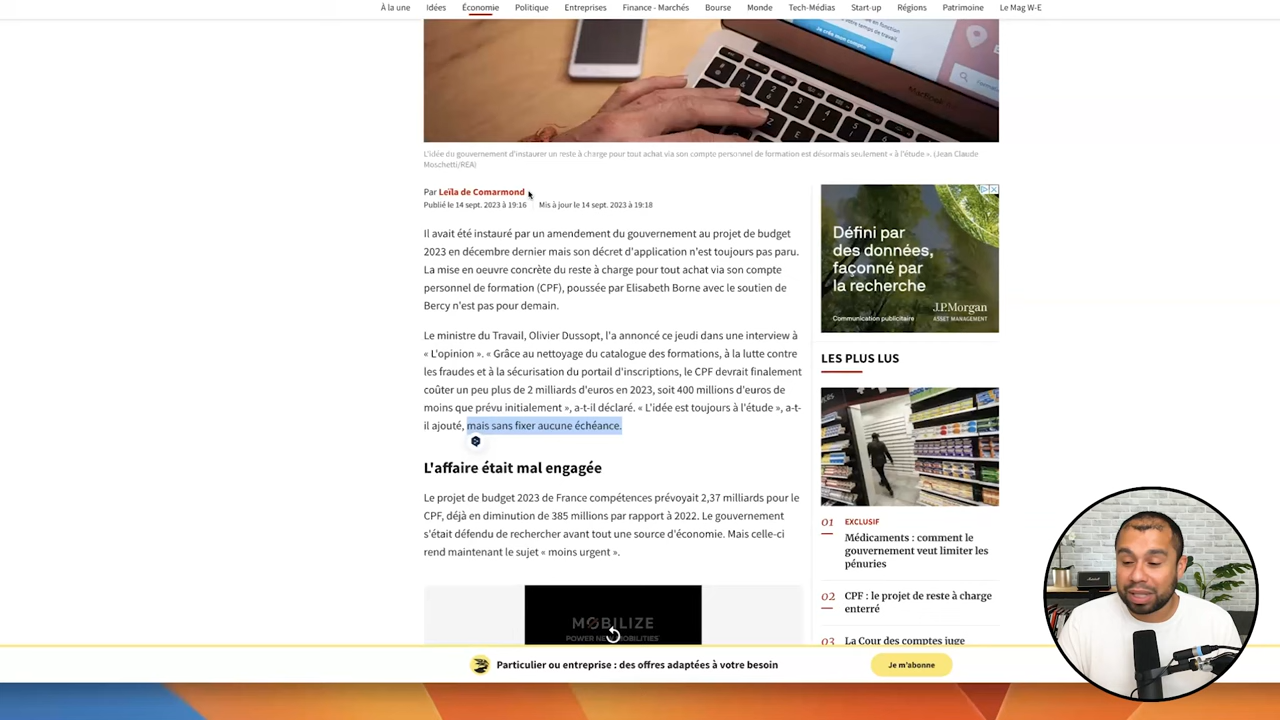 À la une Idées Économie Politique Entreprises Finance - Marchés Bourse Monde Tech-Médias Start-up Régions Patrimoine Le Mag W-E
L'idée du gouvernement d'instaurer un reste à charge pour tout achat via son compte personnel de formation est désormais seulement « à l'étude ». (Jean Claude
Moschetti/REA)
Par Leïla de Comarmond
Publié le 14 sept. 2023 à 19:16 Mis à jour le 14 sept. 2023 à 19:18
Il avait été instauré par un amendement du gouvernement au projet de budget
2023 en décembre dernier mais son décret d'application n'est toujours pas paru.
La mise en oeuvre concrète du reste à charge pour tout achat via son compte
personnel de formation (CPF), poussée par Elisabeth Borne avec le soutien de
Bercy n'est pas pour demain.
Le ministre du Travail, Olivier Dussopt, l'a annoncé ce jeudi dans une interview à
« L'opinion ». « Grâce au nettoyage du catalogue des formations, à la lutte contre
les fraudes et à la sécurisation du portail d'inscriptions, le CPF devrait finalement
coûter un peu plus de 2 milliards d'euros en 2023, soit 400 millions d'euros de
moins que prévu initialement », a-t-il déclaré. « L'idée est toujours à l'étude », a-t-
il ajouté, mais sans fixer aucune échéance.
L'affaire était mal engagée
Le projet de budget 2023 de France compétences prévoyait 2,37 milliards pour le
CPF, déjà en diminution de 385 millions par rapport à 2022. Le gouvernement
s'était défendu de rechercher avant tout une source d'économie. Mais celle-ci
rend maintenant le sujet « moins urgent ».
MOBILIZE
POWER NEW MOBILITIES
Défini par
des données,
façonné par
la recherche
J.P.Morgan
ASSET MANAGEMENT
Communication publicitaire
LES PLUS LUS
01 EXCLUSIF
Médicaments : comment le
gouvernement veut limiter les
pénuries
02 CPF : le projet de reste à charge
enterré
03 La Cour des comptes juge
Particulier ou entreprise : des offres adaptées à votre besoin
Je m'abonne